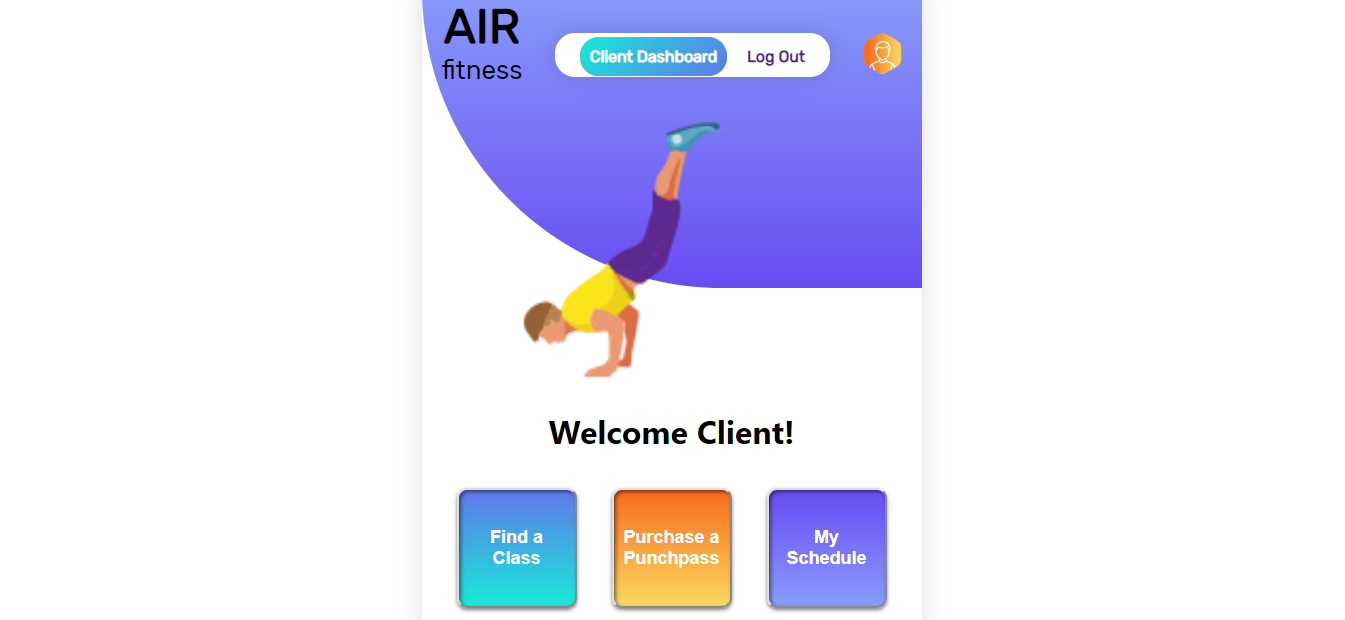 AIR
fitness
Client Dashboard
Log Out
Welcome Client!
Find a
Class
Purchase a
Punchpass
My
Schedule